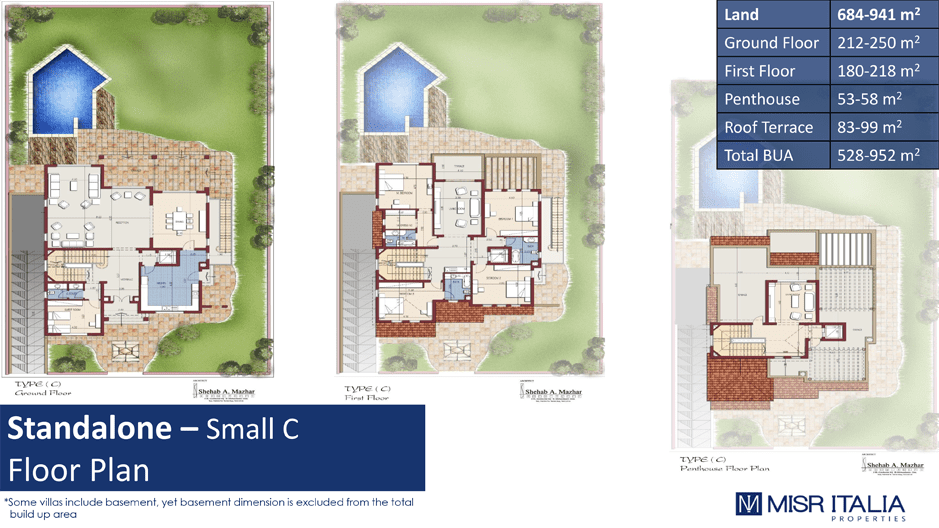 Land 684-941 m²
Ground Floor 212-250 m²
First Floor 180-218 m²
Penthouse 53-58 m²
Roof Terrace 83-99 m²
Total BUA 528-952 m²
TYPE ( C )
Ground Floor
Shehab A. Mazhar
TYPE ( C )
First Floor
Shehab A. Mazhar
TYPE ( C )
Penthouse Floor Plan
Shehab A. Mazhar
Standalone – Small C
Floor Plan
*Some villas include basement, yet basement dimension is excluded from the total
build up area
MISR ITALIA
PROPERTIES